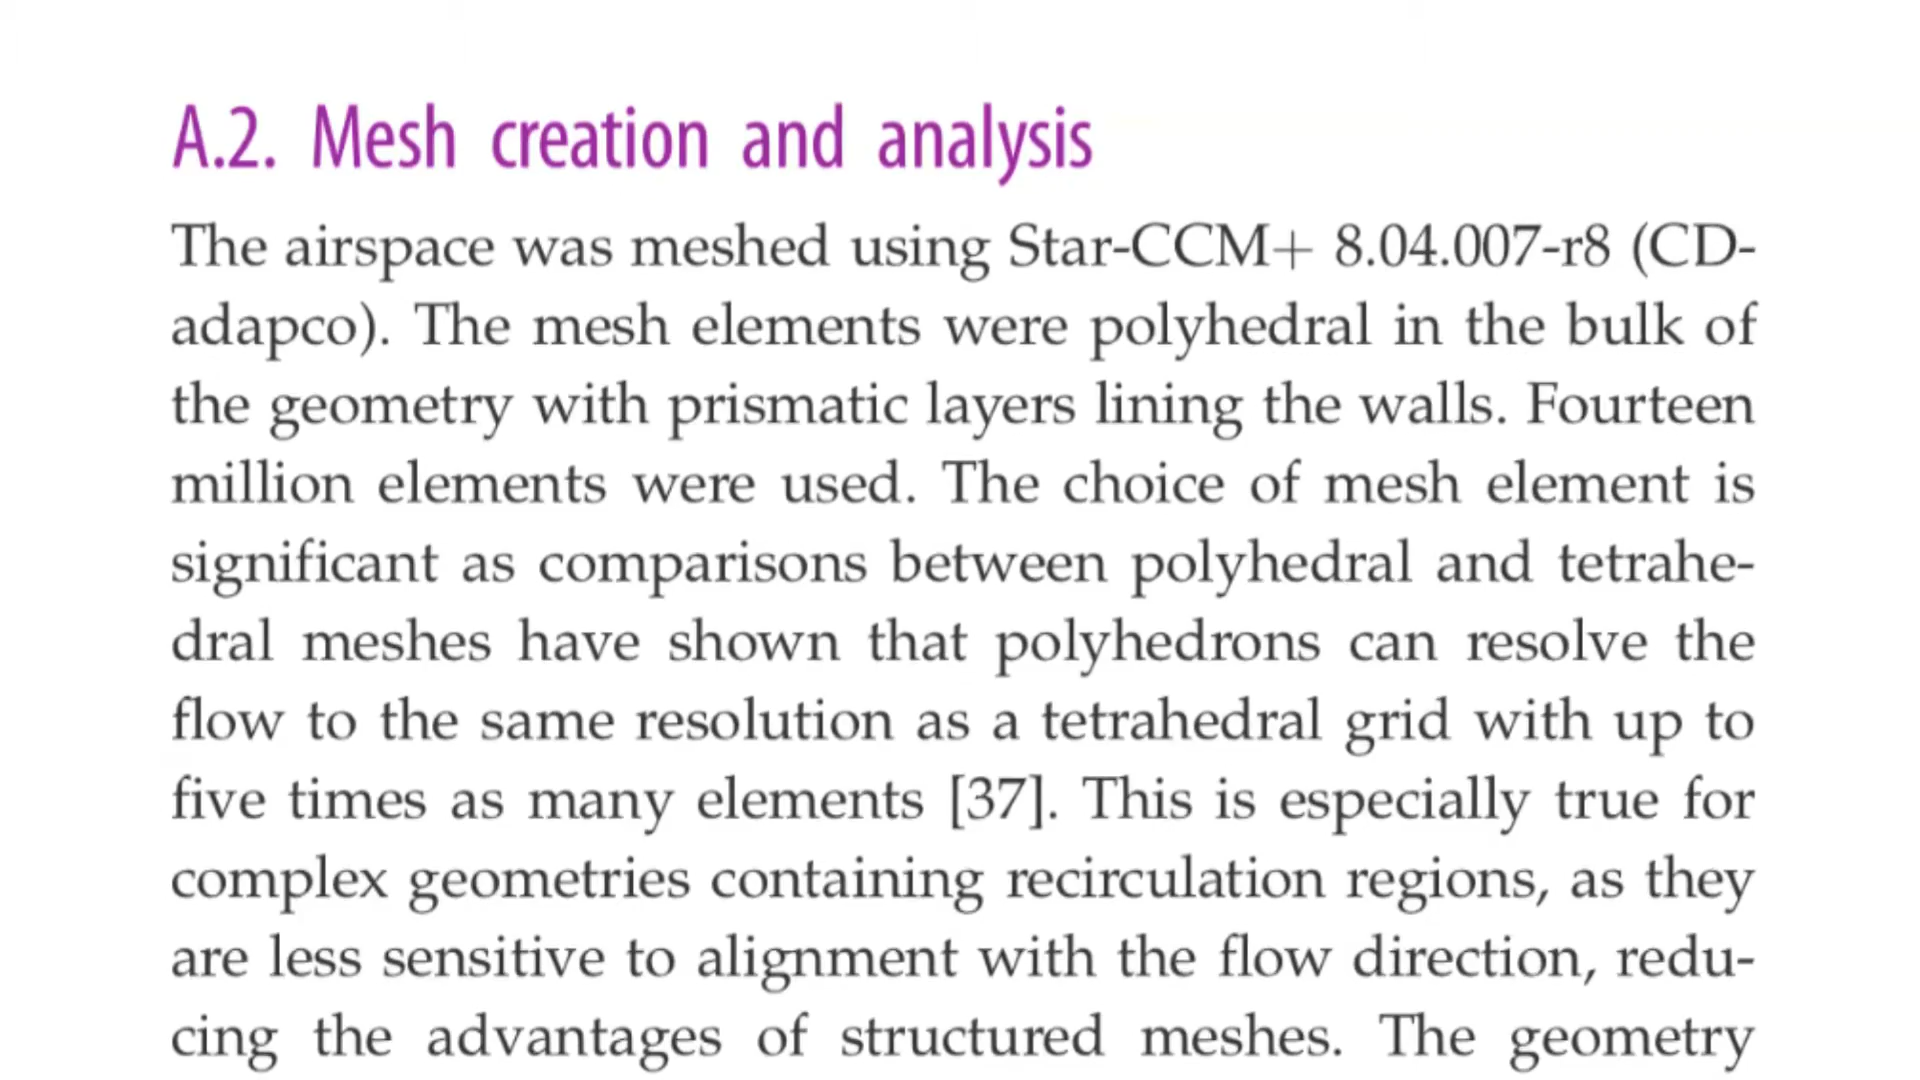 A.2. Mesh creation and analysis
The airspace was meshed using Star-CCM+ 8.04.007-r8 (CD-
adapco). The mesh elements were polyhedral in the bulk of
the geometry with prismatic layers lining the walls. Fourteen
million elements were used. The choice of mesh element is
significant as comparisons between polyhedral and tetrahe-
dral meshes have shown that polyhedrons can resolve the
flow to the same resolution as a tetrahedral grid with up to
five times as many elements [37]. This is especially true for
complex geometries containing recirculation regions, as they
are less sensitive to alignment with the flow direction, redu-
cing the advantages of structured meshes. The geometry